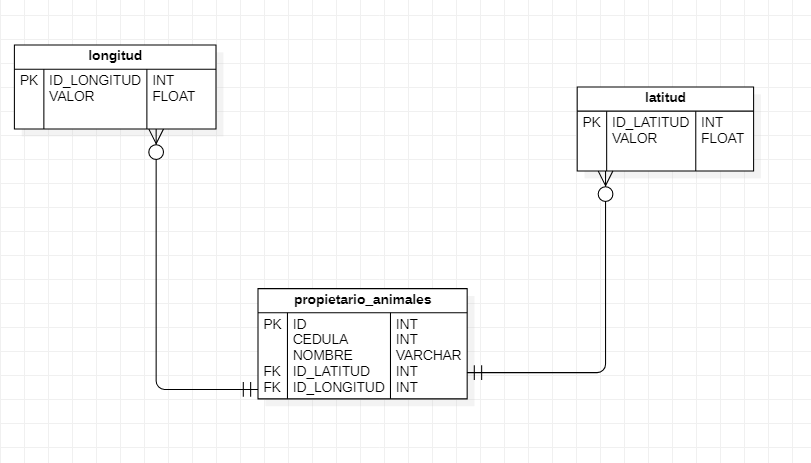 longitud
PK ID_LONGITUD INT
VALOR FLOAT
latitud
PK ID_LATITUD INT
VALOR FLOAT
propietario_animales
PK ID INT
CEDULA INT
NOMBRE VARCHAR
FK ID_LATITUD INT
FK ID_LONGITUD INT